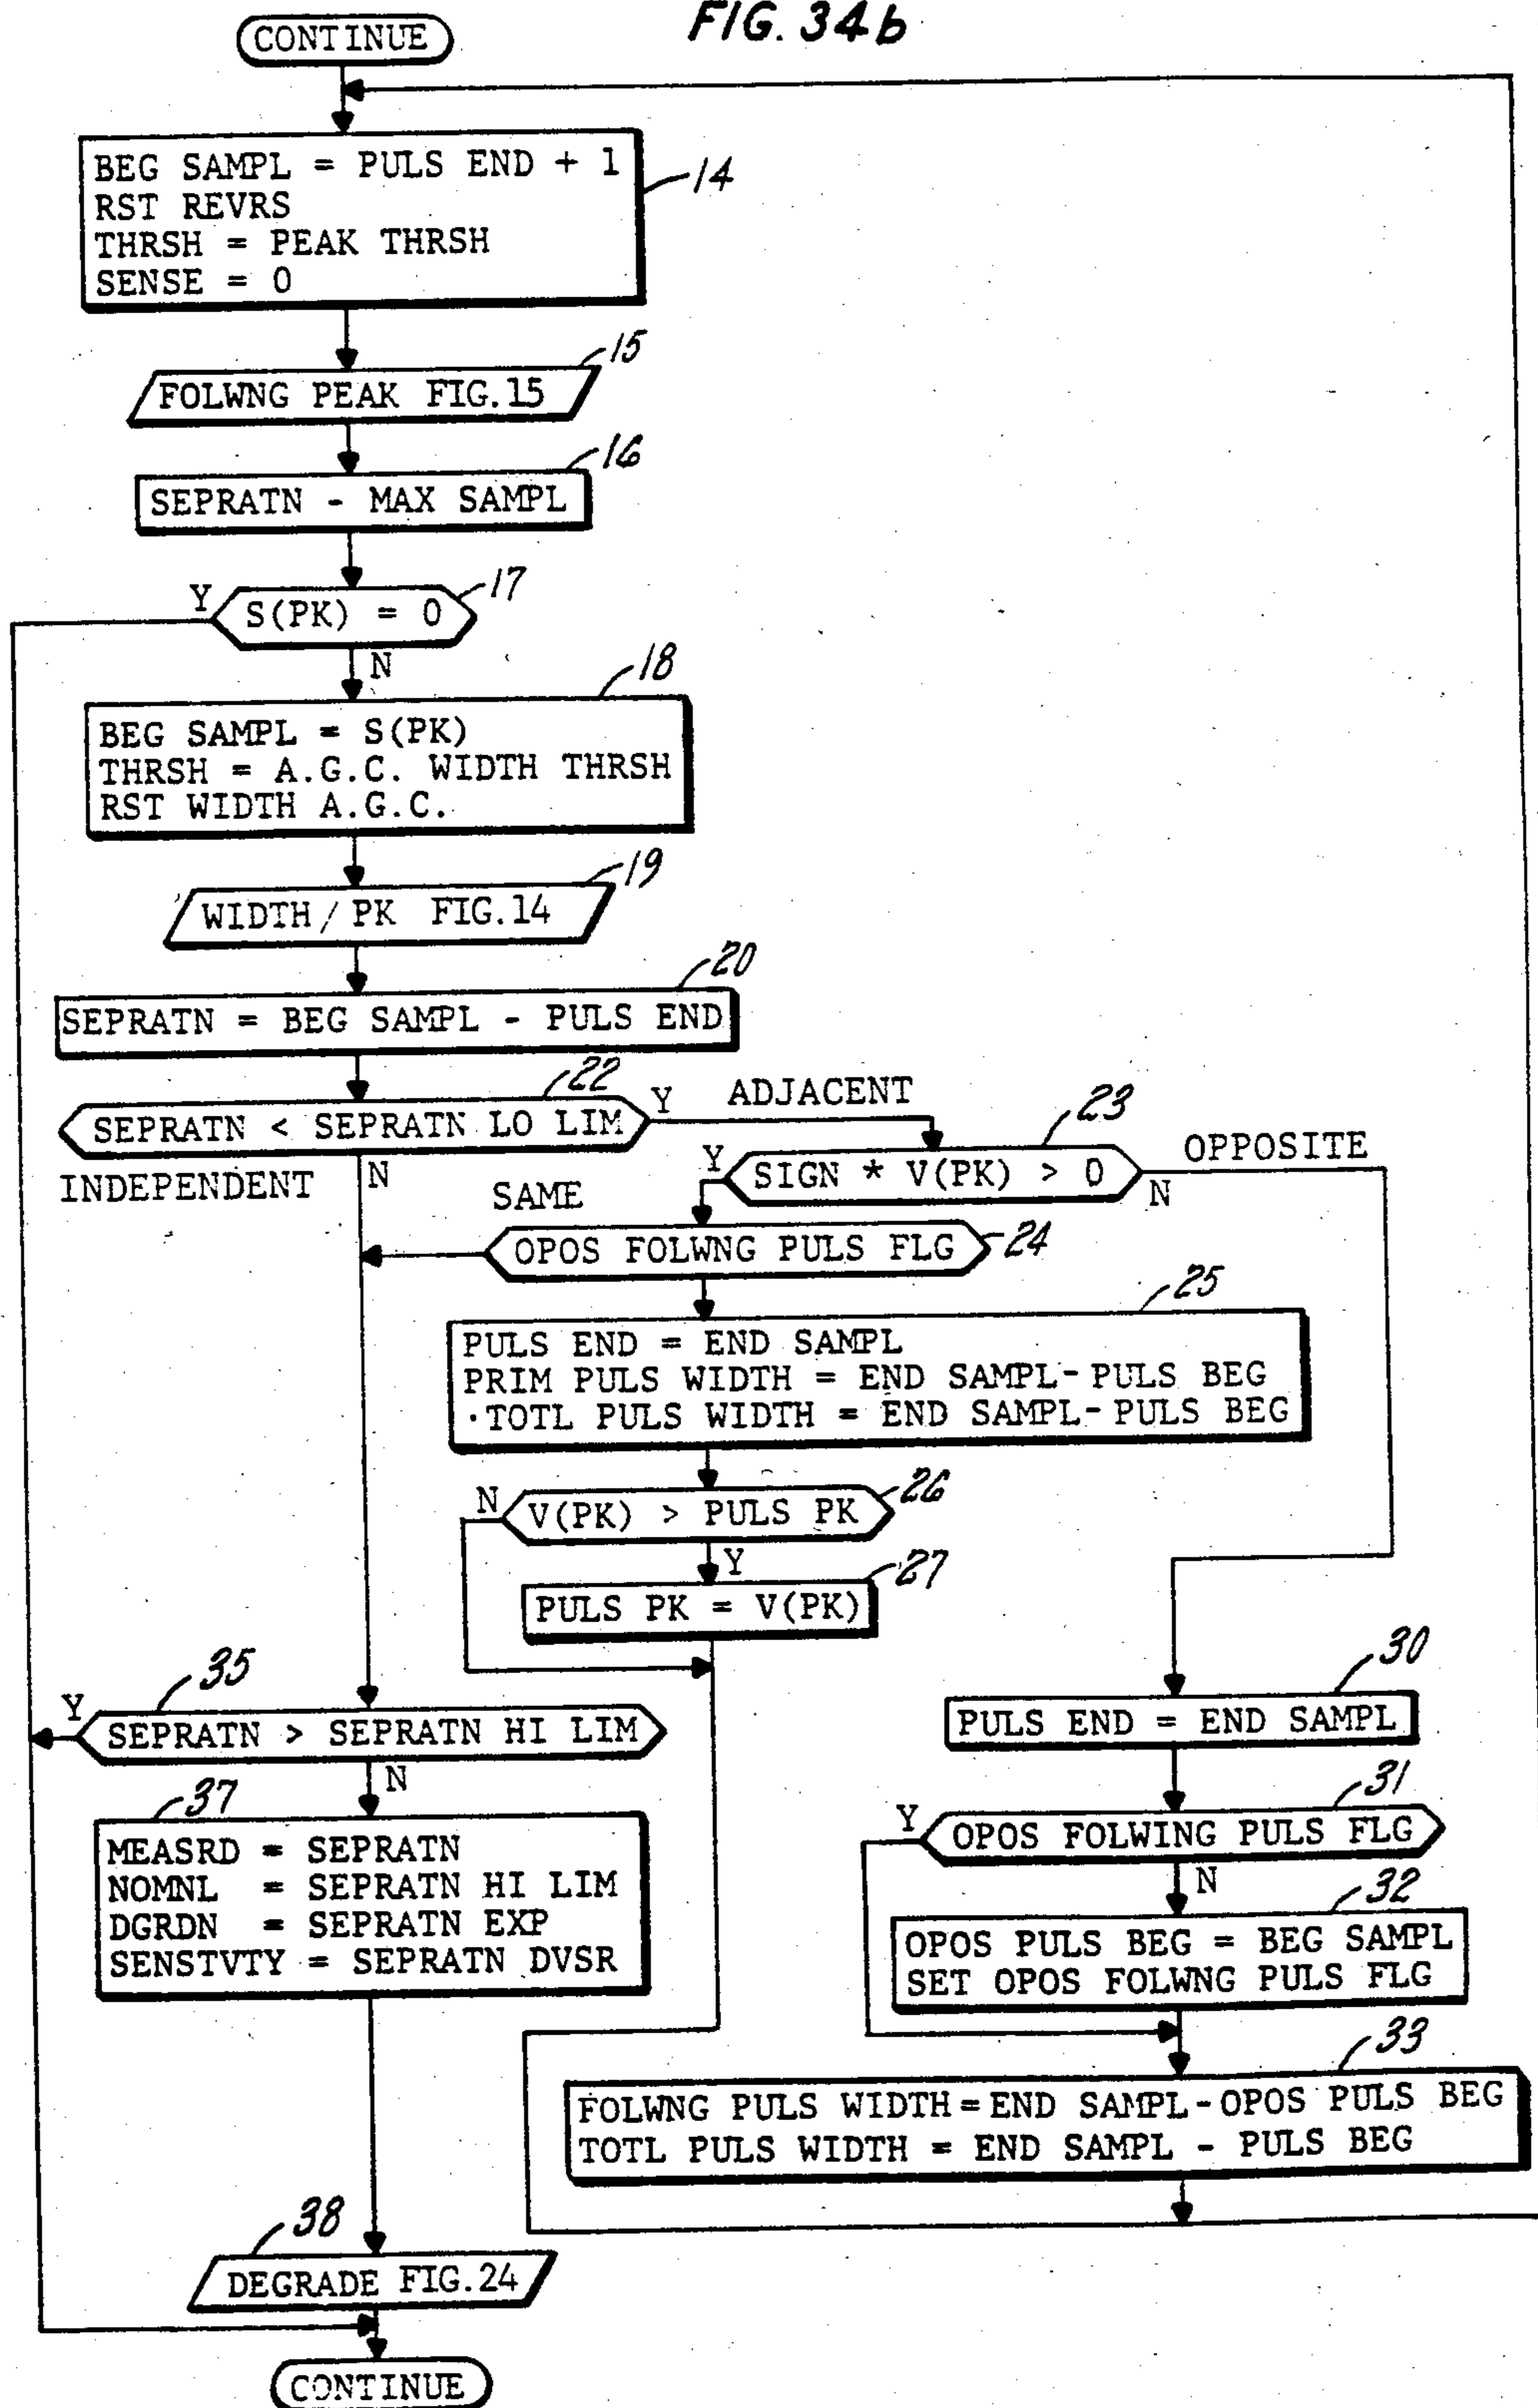 FIG. 34b
CONTINUE
BEG SAMPL = PULS END + 1
RST REVRS
THRSH = PEAK THRSH
SENSE = 0
14
15
FOLWNG PEAK FIG.15
16
SEPRATN - MAX SAMPL
17
Y
S(PK) = 0
N
18
BEG SAMPL = S(PK)
THRSH = A.G.C. WIDTH THRSH
RST WIDTH A.G.C.
19
WIDTH/PK FIG.14
20
SEPRATN = BEG SAMPL - PULS END
22
SEPRATN < SEPRATN LO LIM
Y
ADJACENT
INDEPENDENT
N
23
Y
SIGN * V(PK) > 0
OPPOSITE
N
SAME
OPOS FOLWNG PULS FLG
24
25
PULS END = END SAMPL
PRIM PULS WIDTH = END SAMPL-PULS BEG
TOTL PULS WIDTH = END SAMPL-PULS BEG
N
V(PK) > PULS PK
26
Y
27
PULS PK = V(PK)
30
PULS END = END SAMPL
35
Y
SEPRATN > SEPRATN HI LIM
N
31
Y
OPOS FOLWING PULS FLG
N
37
MEASRD = SEPRATN
NOMNL = SEPRATN HI LIM
DGRDN = SEPRATN EXP
SENSTVTY = SEPRATN DVSR
32
OPOS PULS BEG = BEG SAMPL
SET OPOS FOLWNG PULS FLG
33
FOLWNG PULS WIDTH=END SAMPL-OPOS PULS BEG
TOTL PULS WIDTH = END SAMPL - PULS BEG
38
DEGRADE FIG.24
CONTINUE